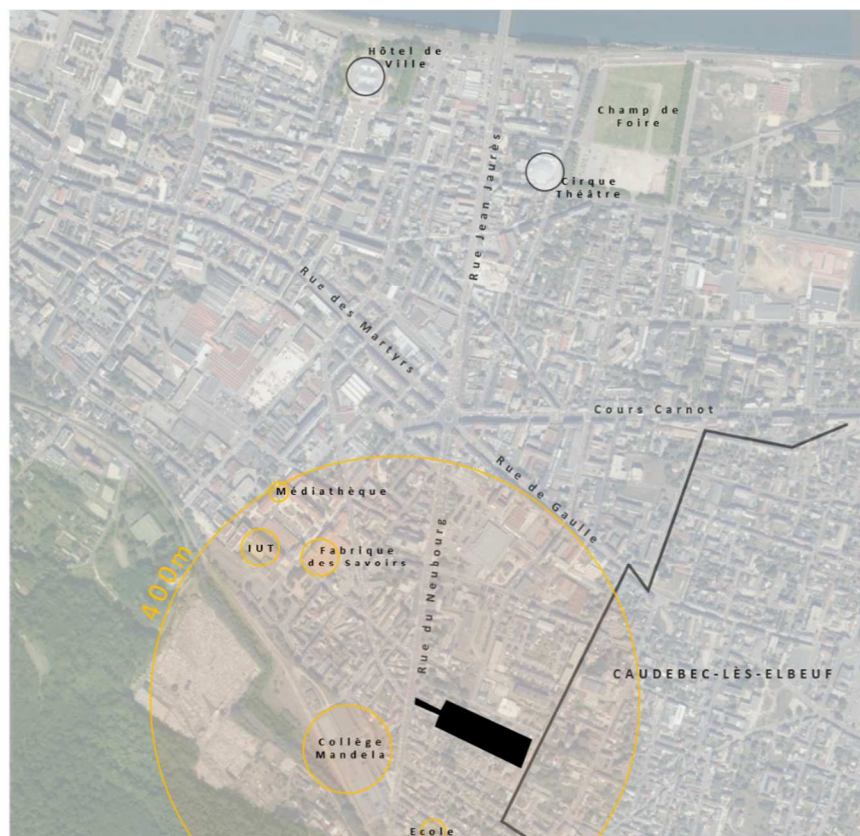 Hôtel de
Ville
Champ de
Foire
Rue Jean Jaurès
Cirque
Théâtre
Rue des Martyrs
Cours Carnot
Rue de Gaulle
Médiathèque
IUT
Fabrique
des Savoirs
400m
Rue du Neubourg
CAUDEBEC-LÈS-ELBEUF
Collège
Mandela
Ecole